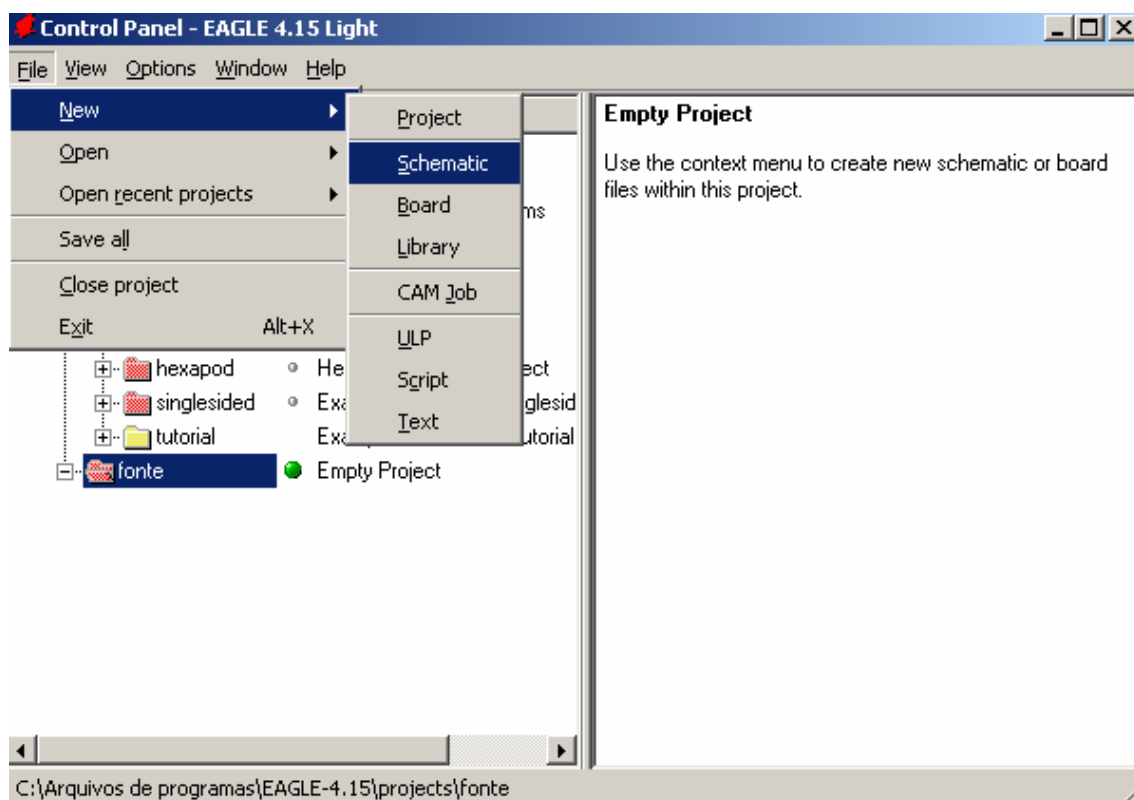 Control Panel - EAGLE 4.15 Light
File View Options Window Help
New
Open
Open recent projects
Save all
Close project
Exit Alt+X
Project
Schematic
Board
Library
CAM Job
ULP
Script
Text
Empty Project
Use the context menu to create new schematic or board
files within this project.
ms
hexapod He ect
singlesided Exa glesid
tutorial Exa utorial
fonte Empty Project
C:\Arquivos de programas\EAGLE-4.15\projects\fonte